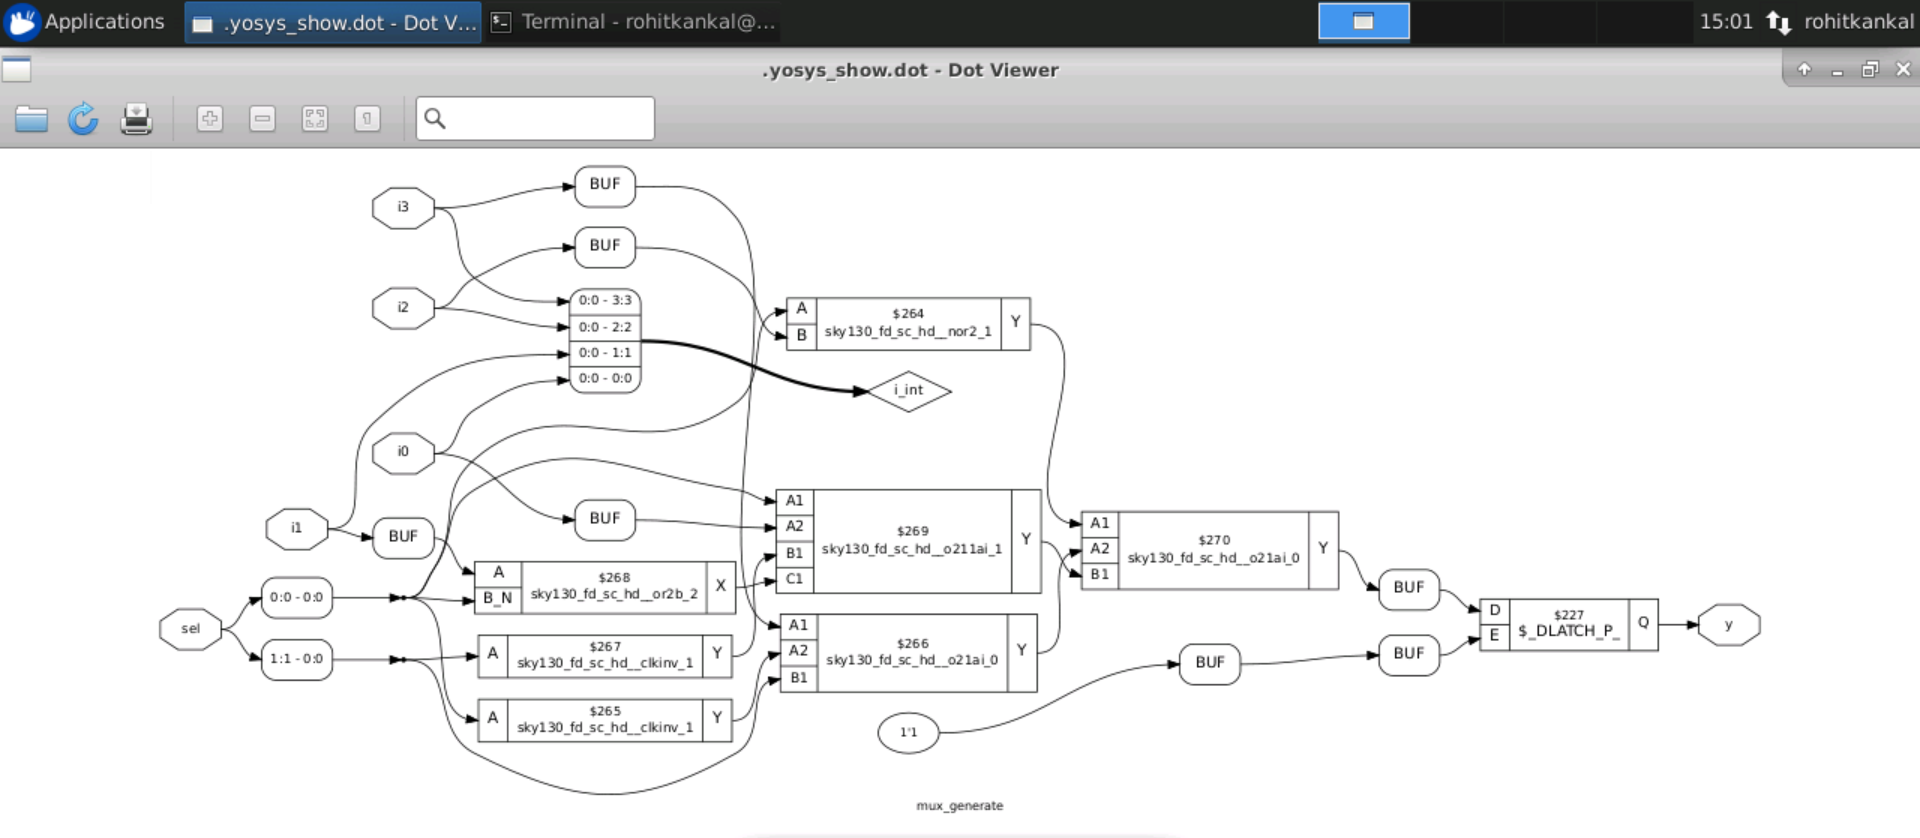 Applications
.yosys_show.dot - Dot V...
Terminal - rohitkankal@...
15:01
rohitkankal
.yosys_show.dot - Dot Viewer
i3
BUF
i2
BUF
0:0 - 3:3
0:0 - 2:2
0:0 - 1:1
0:0 - 0:0
A
B
$264
sky130_fd_sc_hd__nor2_1
Y
i_int
i0
i1
BUF
BUF
A1
A2
B1
C1
$269
sky130_fd_sc_hd__o211ai_1
Y
A1
A2
B1
$270
sky130_fd_sc_hd__o21ai_0
Y
sel
0:0 - 0:0
1:1 - 0:0
A
B_N
$268
sky130_fd_sc_hd__or2b_2
X
A
$267
sky130_fd_sc_hd__clkinv_1
Y
A
$265
sky130_fd_sc_hd__clkinv_1
Y
A1
A2
B1
$266
sky130_fd_sc_hd__o21ai_0
Y
1'1
BUF
BUF
BUF
D
E
$227
$_DLATCH_P_
Q
y
mux_generate